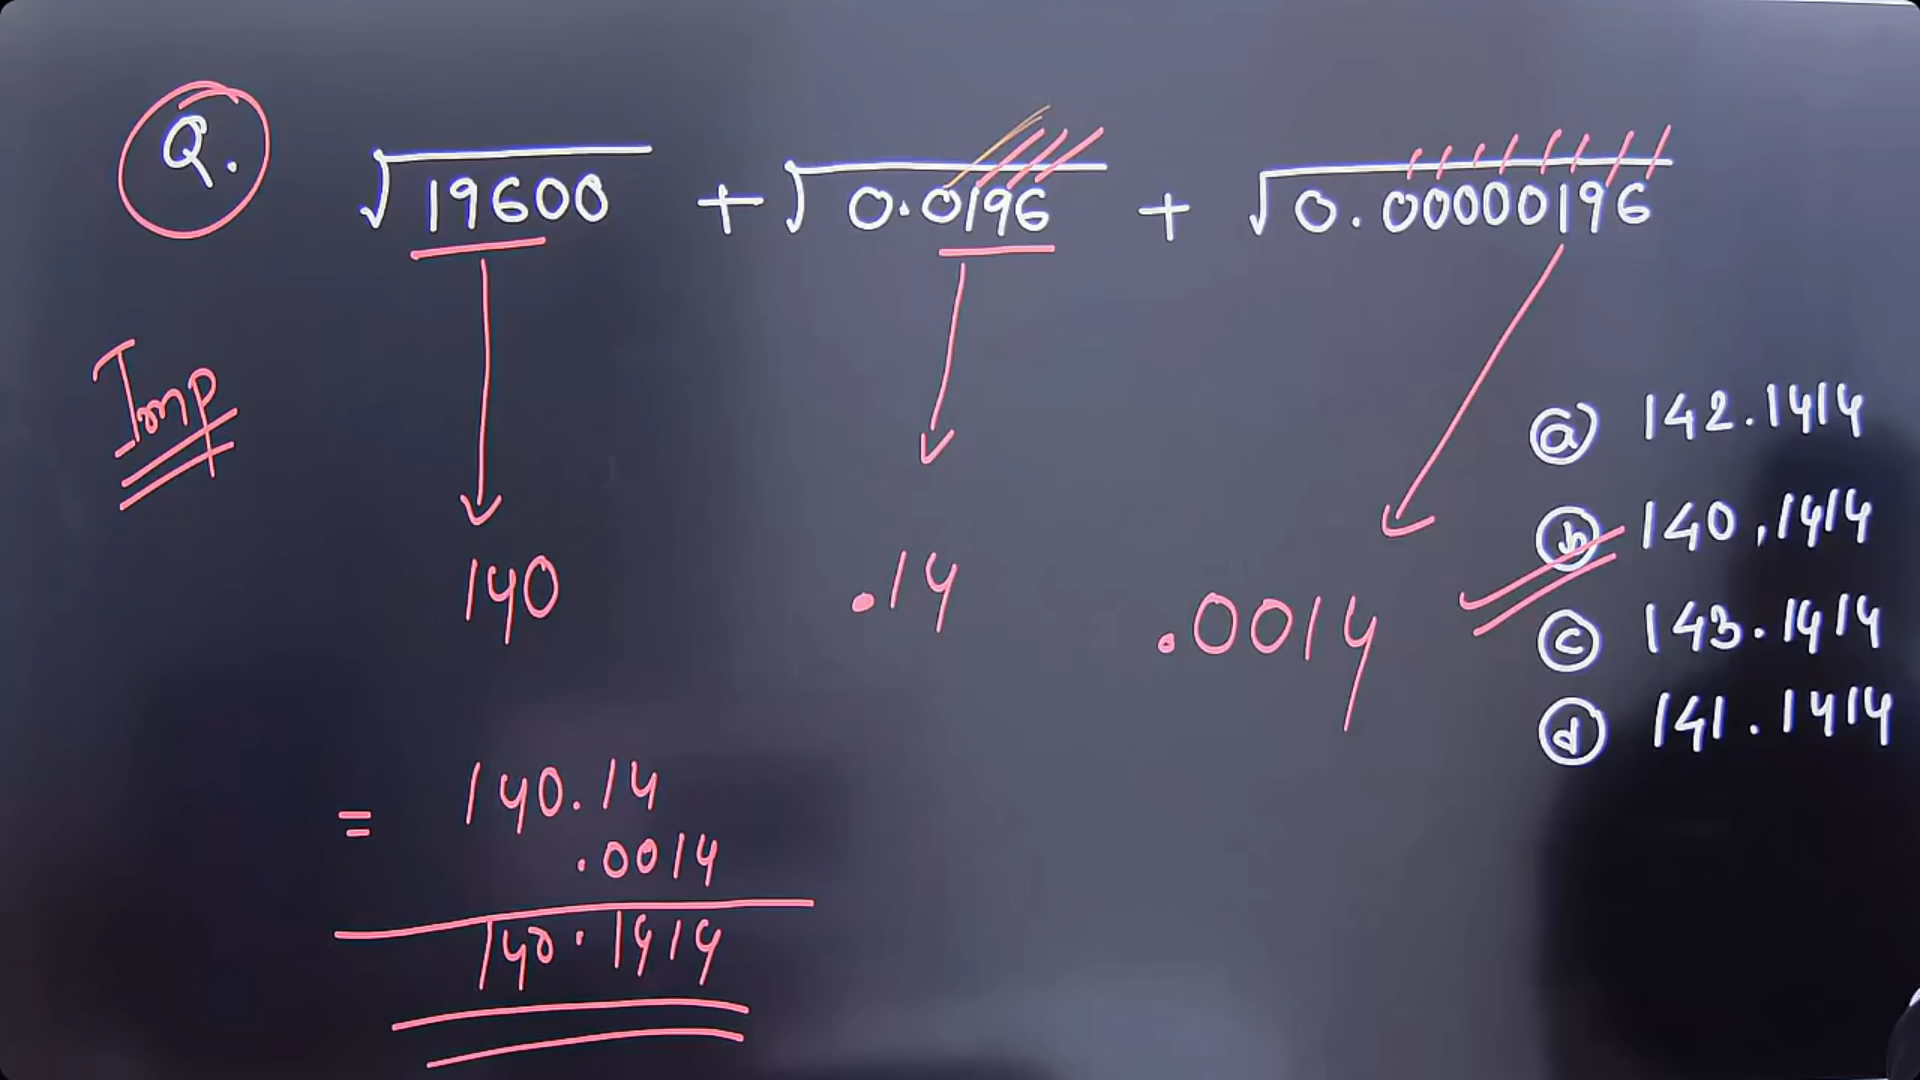 Q. √19600 + √0.0196 + √0.00000196
Imp
140 .14 .0014
(a) 142.1414
(b) 140.1414
(c) 143.1414
(d) 141.1414
= 140.14
.0014
140.1414